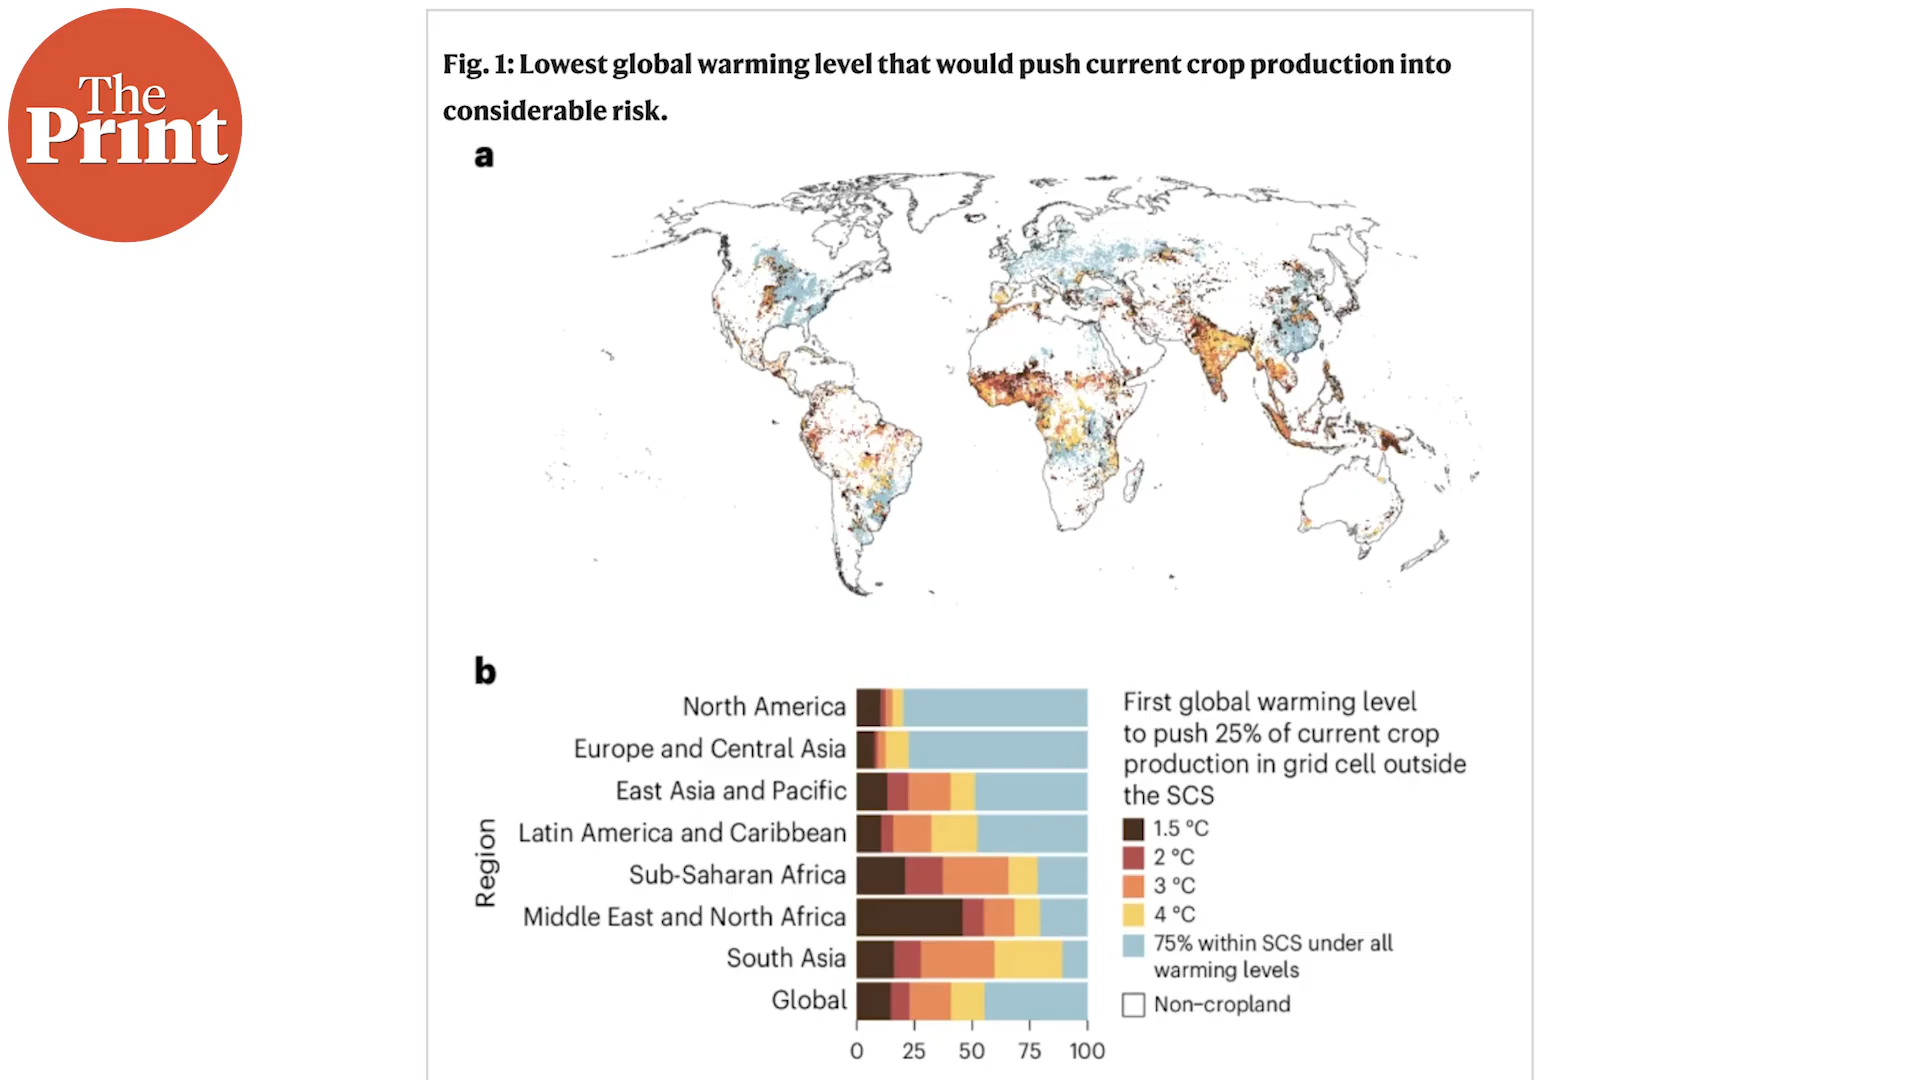 The
Print
Fig. 1: Lowest global warming level that would push current crop production into
considerable risk.
a
b
Region
North America
Europe and Central Asia
East Asia and Pacific
Latin America and Caribbean
Sub-Saharan Africa
Middle East and North Africa
South Asia
Global
0 25 50 75 100
First global warming level
to push 25% of current crop
production in grid cell outside
the SCS
1.5 °C
2 °C
3 °C
4 °C
75% within SCS under all
warming levels
Non-cropland